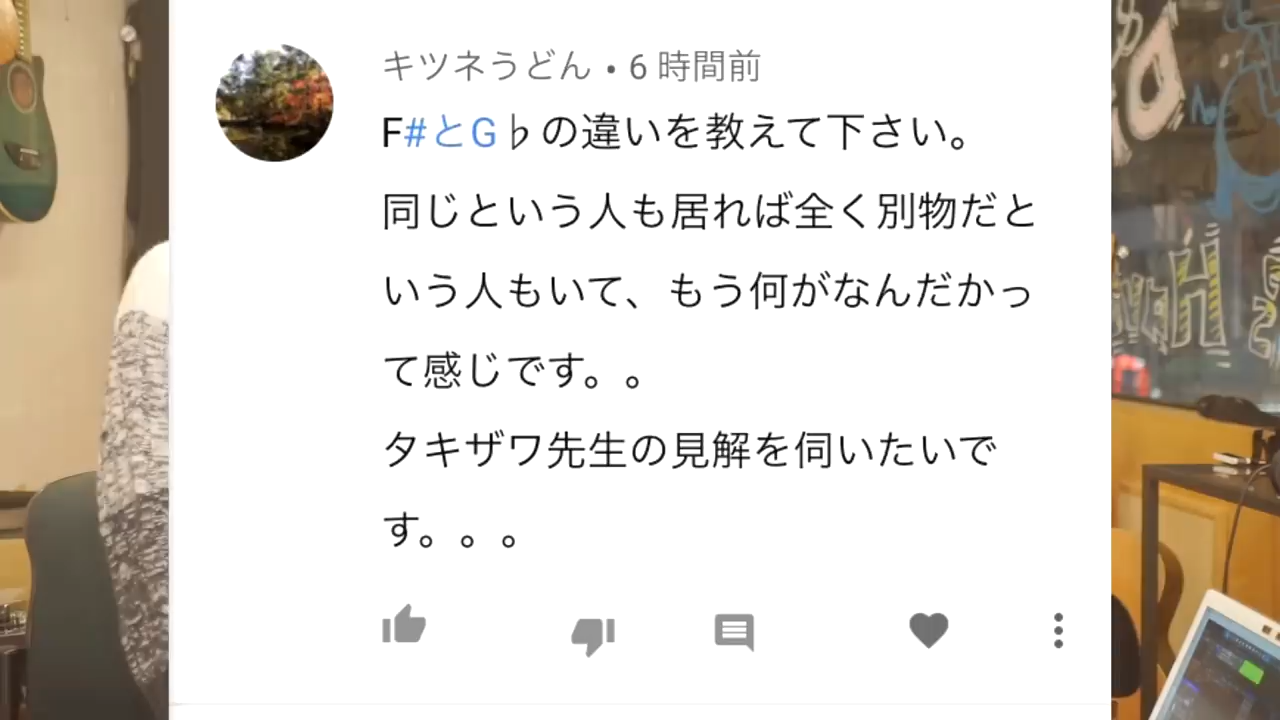 キツネうどん • 6 時間前
F#とG♭の違いを教えて下さい。
同じという人も居れば全く別物だと
いう人もいて、もう何がなんだかっ
て感じです。。
タキザワ先生の見解を伺いたいで
す。。。